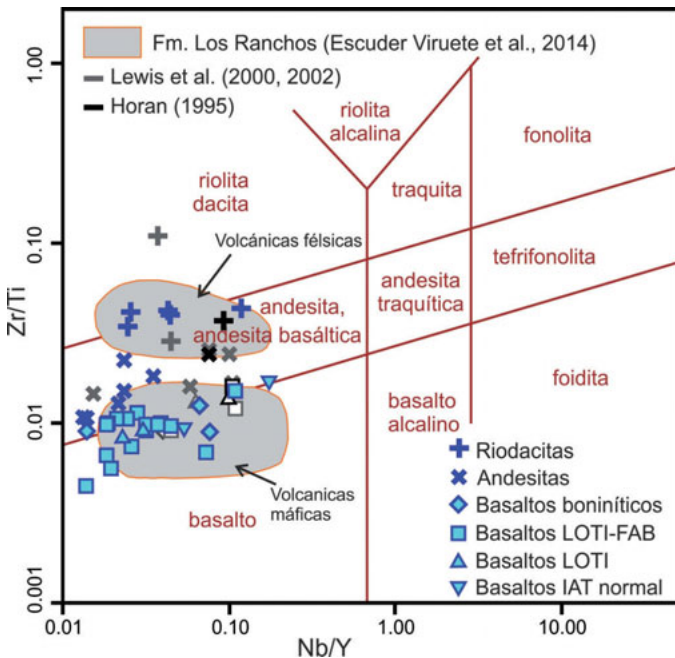 Fm. Los Ranchos (Escuder Viruete et al., 2014)
Lewis et al. (2000, 2002)
Horan (1995)
riolita
alcalina
fonolita
riolita
dacita
traquita
Volcánicas félsicas
tefrifonolita
andesita,
andesita basáltica
andesita
traquítica
foidita
basalto
alcalino
basalto
Volcanicas
máficas
Riodacitas
Andesitas
Basaltos boniníticos
Basaltos LOTI-FAB
Basaltos LOTI
Basaltos IAT normal
Zr/Ti
1.00
0.10
0.01
0.001
0.01
0.10
1.00
10.00
Nb/Y